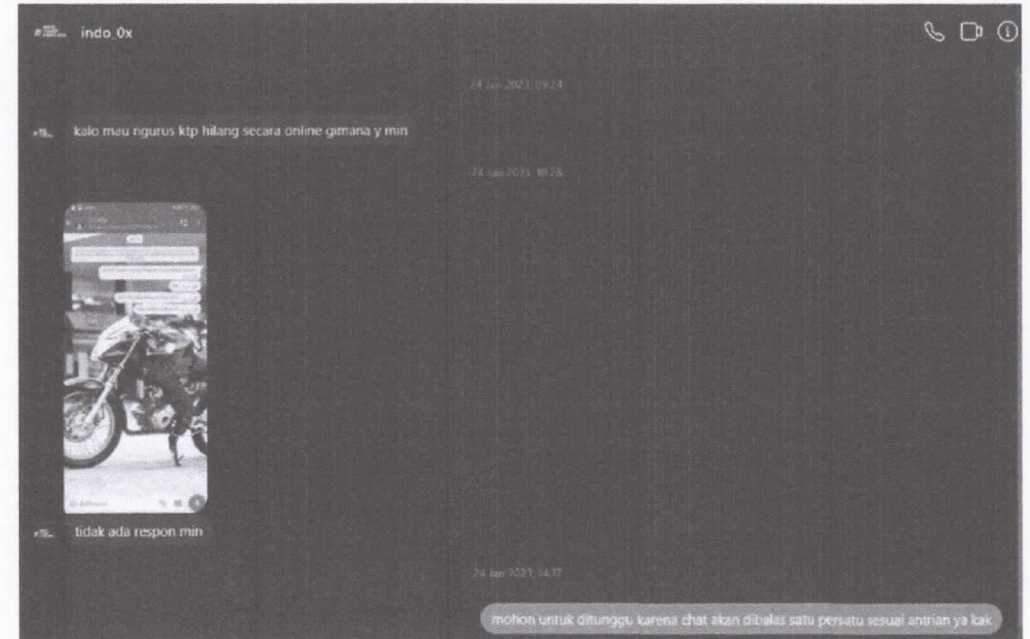 indo_0x
24 Jan 2023, 09.24
kalo mau ngurus ktp hilang secara online gimana y min
24 Jan 2023, 10.28
tidak ada respon min
24 Jan 2023, 14.17
mohon untuk ditunggu karena chat akan dibalas satu persatu sesuai antrian ya kak